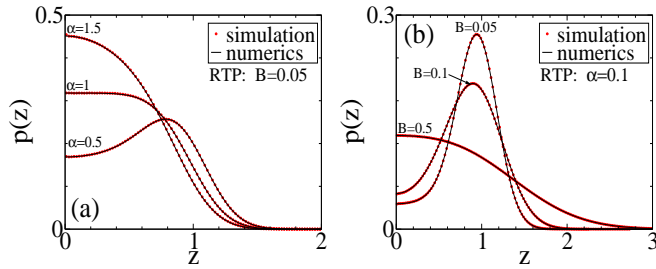 0.5
α=1.5
• simulation
— numerics
RTP: B=0.05
α=1
α=0.5
p(z)
(a)
0
0
1
2
z
0.3
(b)
B=0.05
• simulation
— numerics
RTP: α=0.1
B=0.1
B=0.5
p(z)
0
0
1
2
3
z